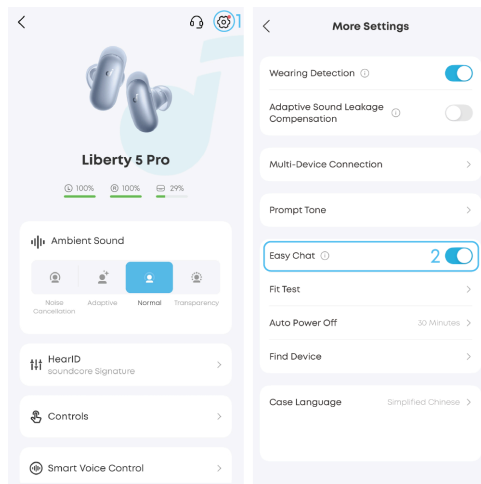 1
Liberty 5 Pro
L 100%
R 100%
29%
Ambient Sound
Noise
Cancellation
Adaptive
Normal
Transparency
HearID
soundcore Signature
Controls
Smart Voice Control
More Settings
Wearing Detection
Adaptive Sound Leakage
Compensation
Multi-Device Connection
Prompt Tone
Easy Chat
2
Fit Test
Auto Power Off 30 Minutes
Find Device
Case Language Simplified Chinese